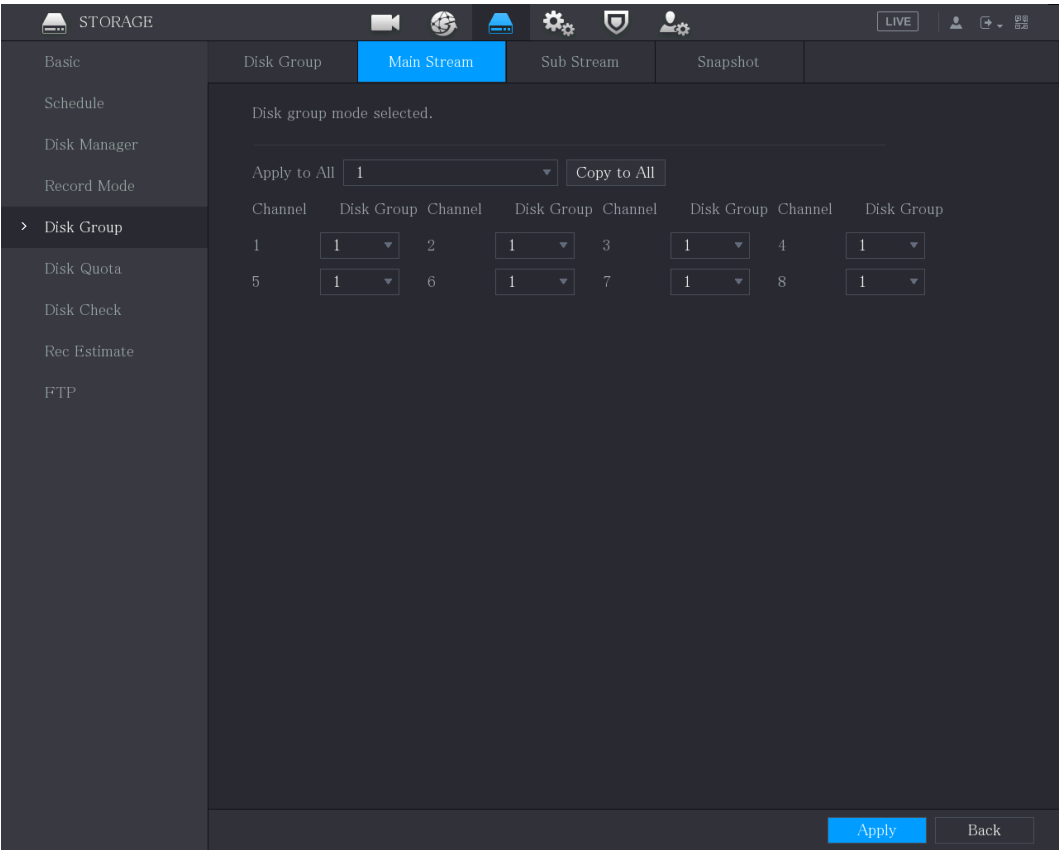 STORAGE LIVE
Basic
Schedule
Disk Manager
Record Mode
> Disk Group
Disk Quota
Disk Check
Rec Estimate
FTP
Disk Group Main Stream Sub Stream Snapshot
Disk group mode selected.
Apply to All 1 Copy to All
Channel Disk Group Channel Disk Group Channel Disk Group Channel Disk Group
1 1 2 1 3 1 4 1
5 1 6 1 7 1 8 1
Apply Back